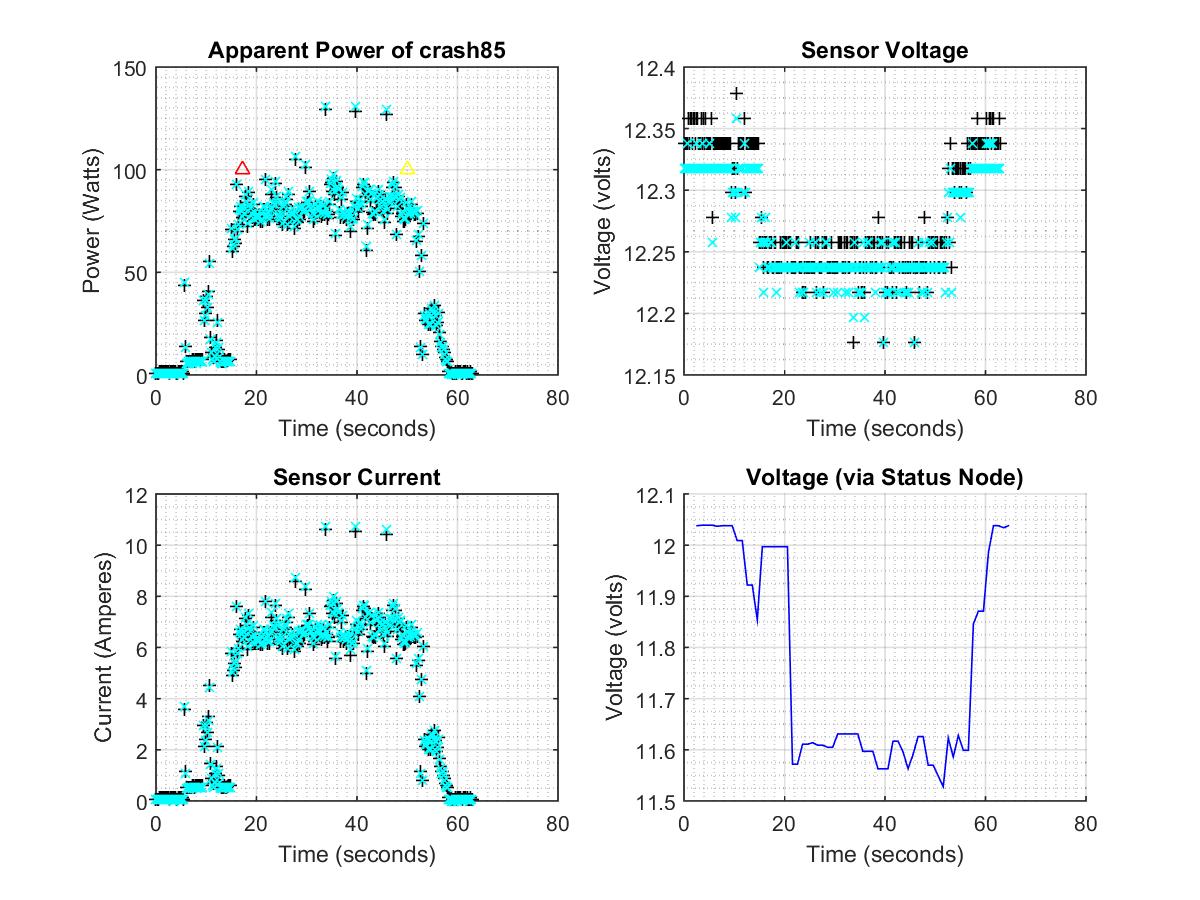 Apparent Power of crash85
150
100
50
0
Power (Watts)
0 20 40 60 80
Time (seconds)
Sensor Voltage
12.4
12.35
12.3
12.25
12.2
12.15
Voltage (volts)
0 20 40 60 80
Time (seconds)
Sensor Current
12
10
8
6
4
2
0
Current (Amperes)
0 20 40 60 80
Time (seconds)
Voltage (via Status Node)
12.1
12
11.9
11.8
11.7
11.6
11.5
Voltage (volts)
0 20 40 60 80
Time (seconds)